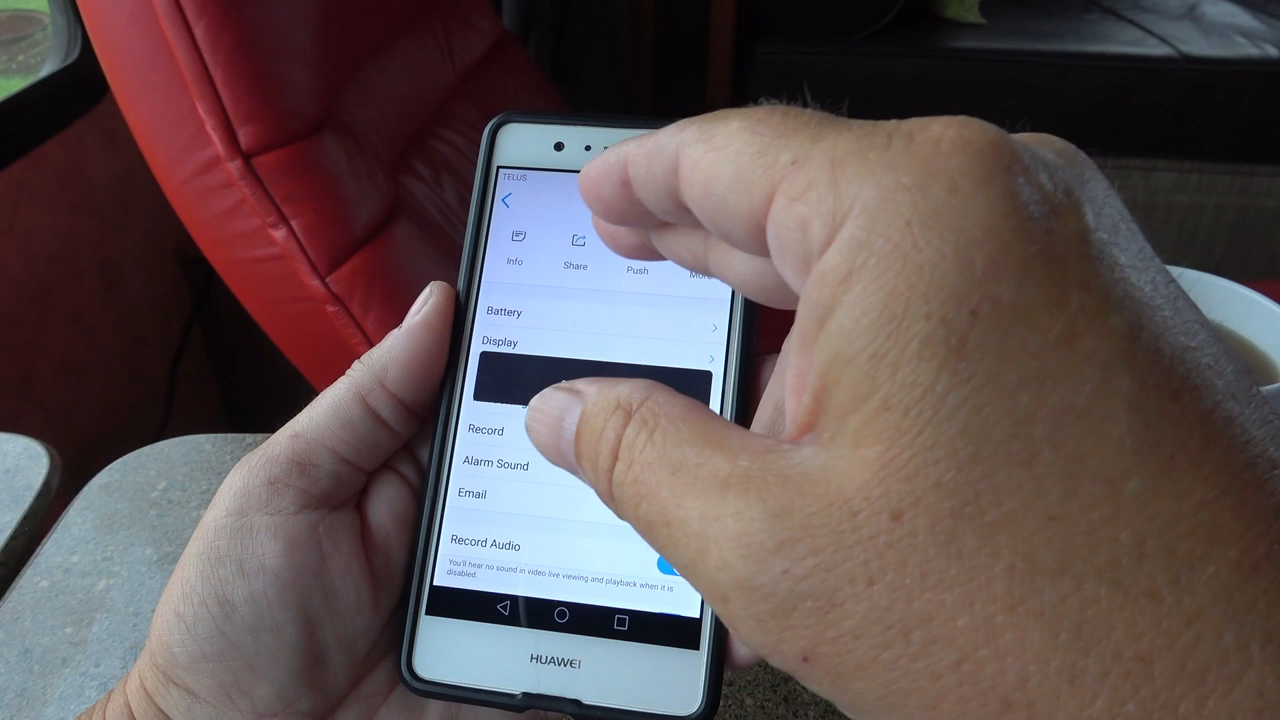 TELUS
Info
Share
Push
More
Battery
Display
Record
Alarm Sound
Email
Record Audio
You'll hear no sound in video live viewing and playback when it is
disabled.
HUAWEI